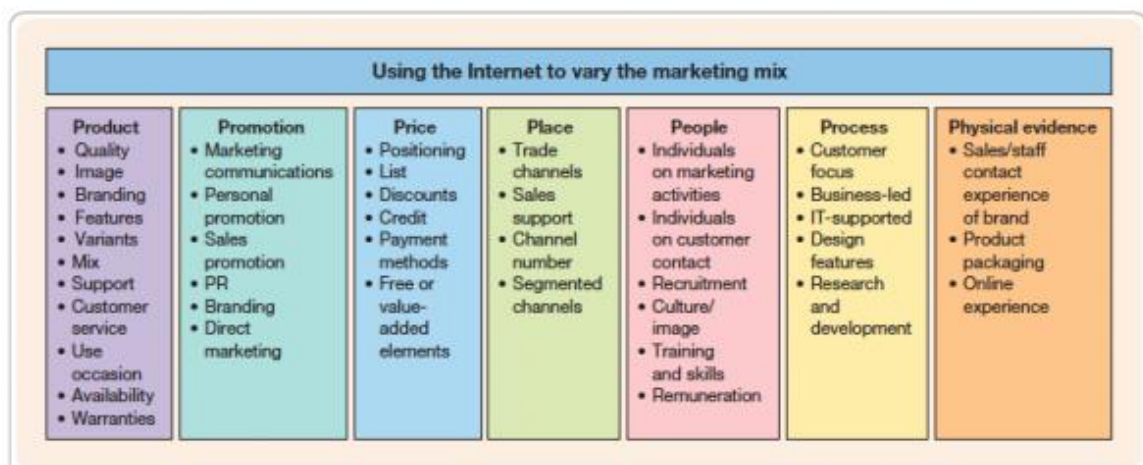 Using the Internet to vary the marketing mix
Product
• Quality
• Image
• Branding
• Features
• Variants
• Mix
• Support
• Customer
service
• Use
occasion
• Availability
• Warranties
Promotion
• Marketing
communications
• Personal
promotion
• Sales
promotion
• PR
• Branding
• Direct
marketing
Price
• Positioning
• List
• Discounts
• Credit
• Payment
methods
• Free or
value-
added
elements
Place
• Trade
channels
• Sales
support
• Channel
number
• Segmented
channels
People
• Individuals
on marketing
activities
• Individuals
on customer
contact
• Recruitment
• Culture/
image
• Training
and skills
• Remuneration
Process
• Customer
focus
• Business-led
• IT-supported
• Design
features
• Research
and
development
Physical evidence
• Sales/staff
contact
experience
of brand
• Product
packaging
• Online
experience